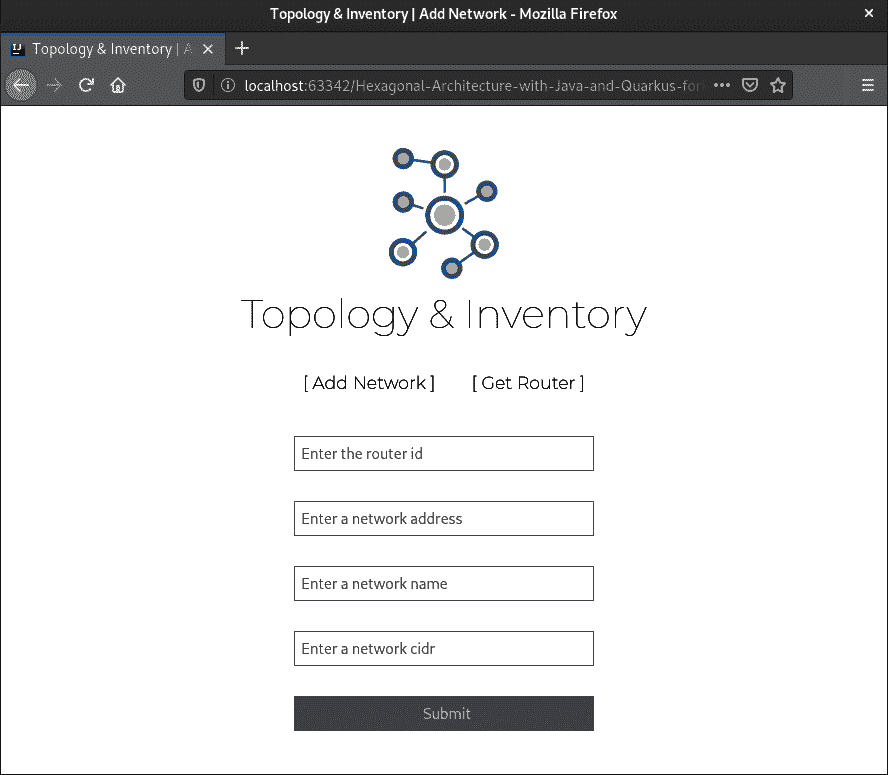 Topology & Inventory | Add Network - Mozilla Firefox
IJ Topology & Inventory | A
localhost:63342/Hexagonal-Architecture-with-Java-and-Quarkus-for
Topology & Inventory
[ Add Network ] [ Get Router ]
Enter the router id
Enter a network address
Enter a network name
Enter a network cidr
Submit